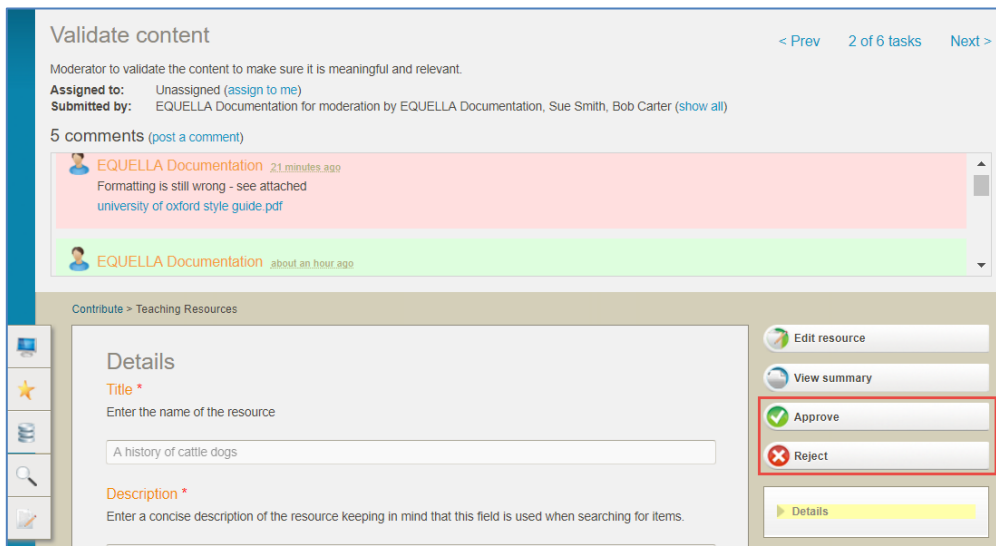 Validate content
< Prev 2 of 6 tasks Next >
Moderator to validate the content to make sure it is meaningful and relevant.
Assigned to: Unassigned (assign to me)
Submitted by: EQUELLA Documentation for moderation by EQUELLA Documentation, Sue Smith, Bob Carter (show all)
5 comments (post a comment)
EQUELLA Documentation 21 minutes ago
Formatting is still wrong - see attached
university of oxford style guide.pdf
EQUELLA Documentation about an hour ago
Contribute > Teaching Resources
Details
Title *
Enter the name of the resource
A history of cattle dogs
Description *
Enter a concise description of the resource keeping in mind that this field is used when searching for items.
Edit resource
View summary
Approve
Reject
Details